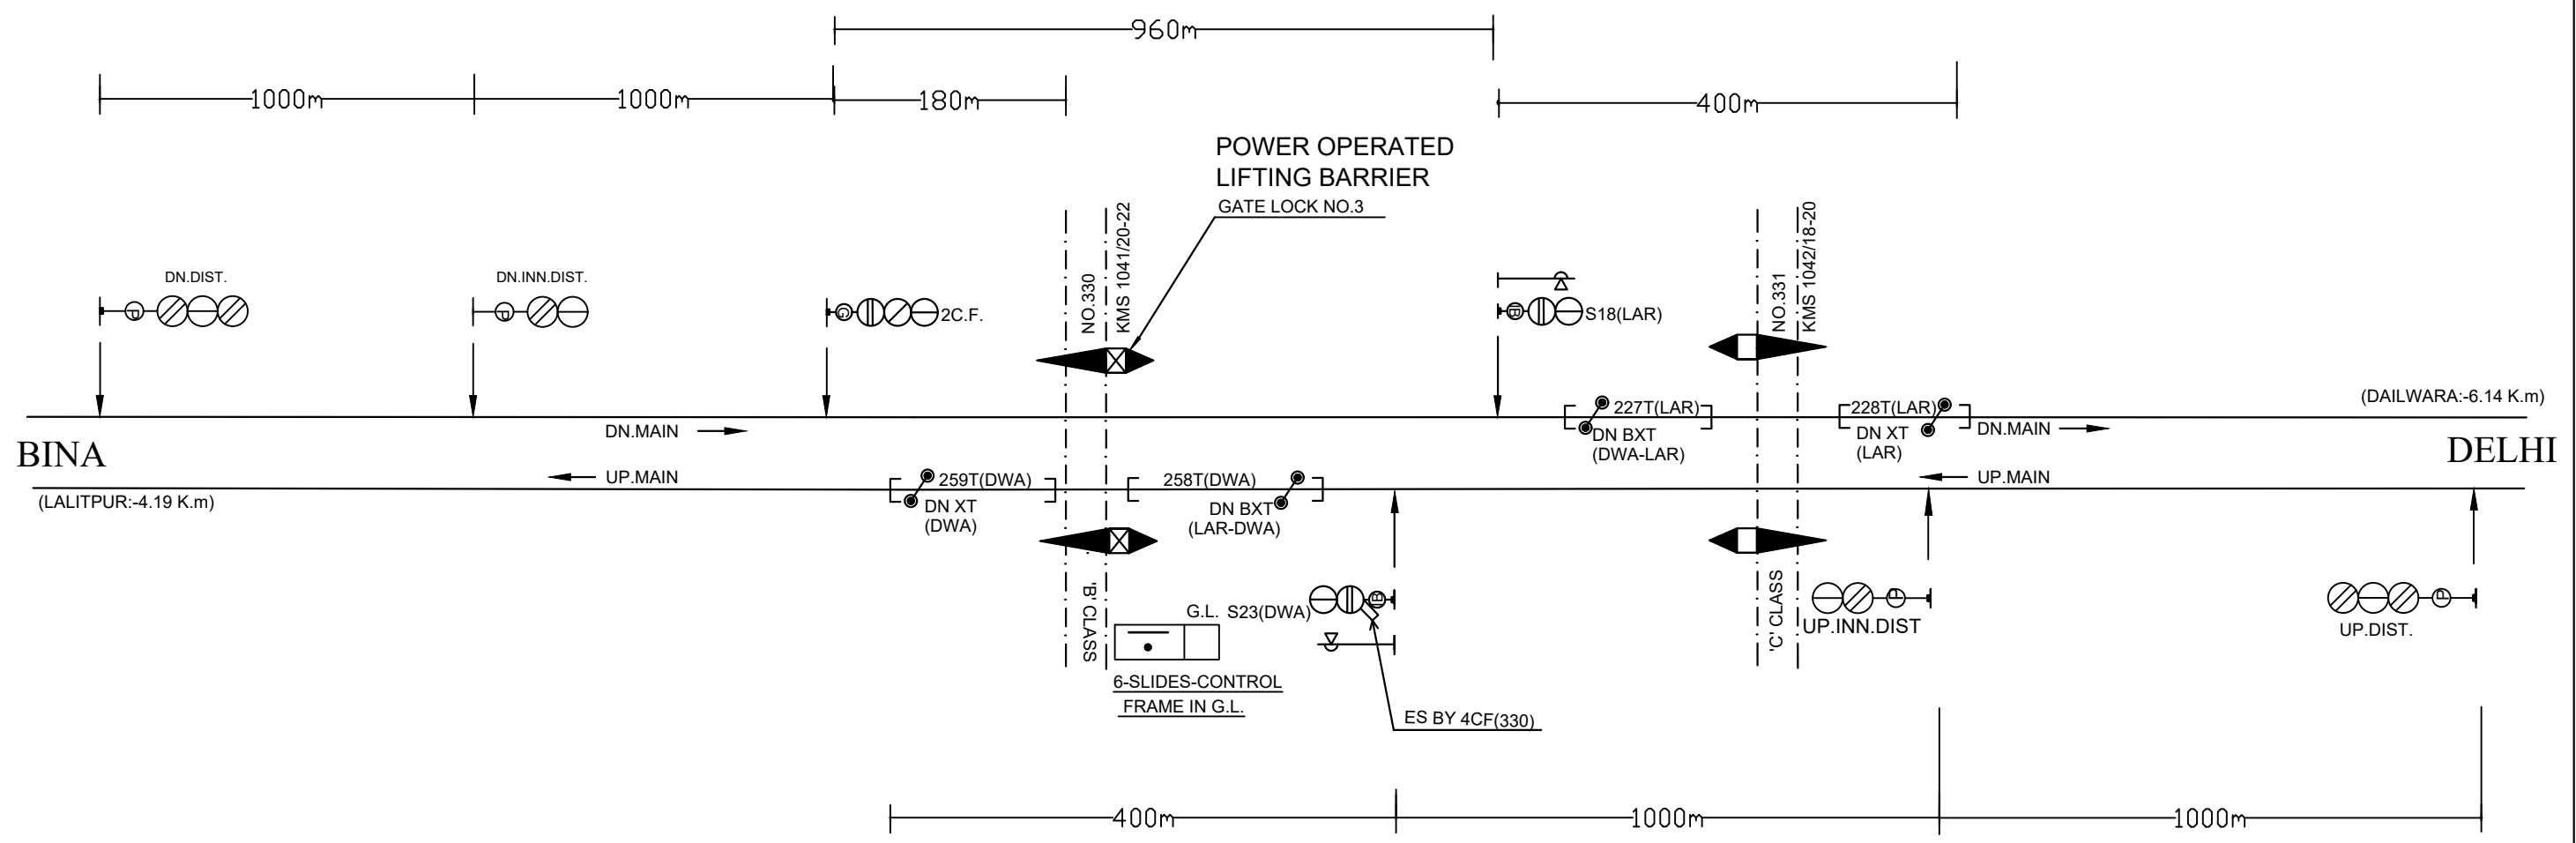 960m
1000m
1000m
180m
400m
POWER OPERATED
LIFTING BARRIER
GATE LOCK NO.3
NO.330
KMS 1041/20-22
NO.331
KMS 1042/18-20
DN.DIST.
P
DN.INN.DIST.
P
G
2C.F.
B
S18(LAR)
227T(LAR)
DN BXT
(DWA-LAR)
228T(LAR)
DN XT
(LAR)
(DAILWARA:-6.14 K.m)
DN.MAIN
DN.MAIN
BINA
DELHI
UP.MAIN
UP.MAIN
(LALITPUR:-4.19 K.m)
259T(DWA)
DN XT
(DWA)
258T(DWA)
DN BXT
(LAR-DWA)
'B' CLASS
'C' CLASS
G.L.
S23(DWA)
B
6-SLIDES-CONTROL
FRAME IN G.L.
ES BY 4CF(330)
P
UP.INN.DIST
P
UP.DIST.
400m
1000m
1000m